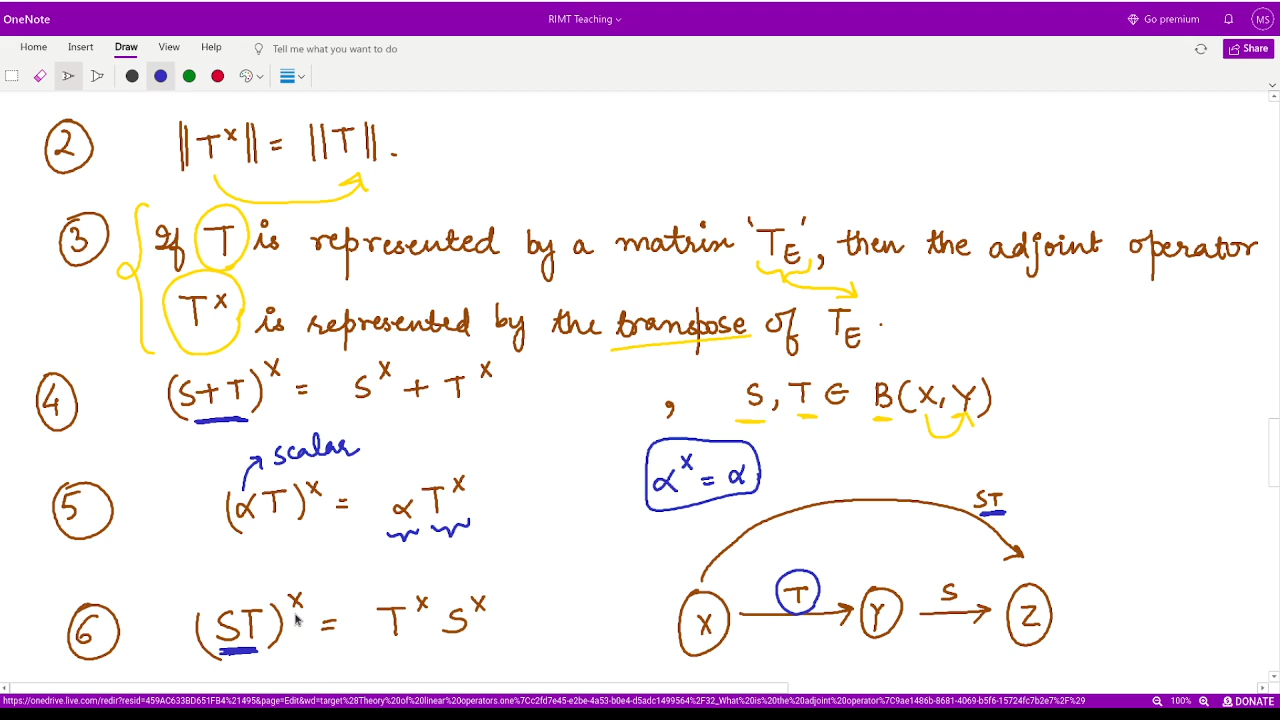 OneNote
RIMT Teaching
Go premium
MS
Home Insert Draw View Help Tell me what you want to do
Share
② ||T^x|| = ||T||.
③ If T is represented by a matrix 'T_E', then the adjoint operator
T^x is represented by the transpose of T_E.
④ (S+T)^x = S^x + T^x , S, T ∈ B(X, Y)
scalar
⑤ (αT)^x = αT^x
α^x = α
ST
⑥ (ST)^x = T^x S^x
X T Y S Z
100%
DONATE